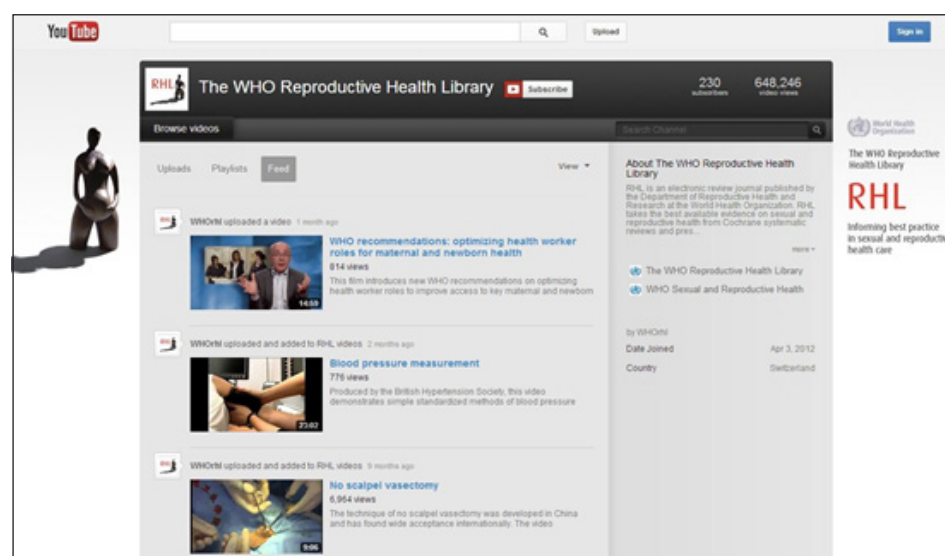 YouTube
Upload
Sign in
RHL
The WHO Reproductive Health Library
Subscribe
230
subscribers
648,246
video views
Browse videos
Search Channel
Uploads
Playlists
Feed
View
WHOrhl uploaded a video 1 month ago
WHO recommendations: optimizing health worker
roles for maternal and newborn health
814 views
This film introduces new WHO recommendations on optimizing
health worker roles to improve access to key maternal and newborn
14:59
WHOrhl uploaded and added to RHL videos 2 months ago
Blood pressure measurement
776 views
Produced by the British Hypertension Society, this video
demonstrates simple standardized methods of blood pressure
23:02
WHOrhl uploaded and added to RHL videos 9 months ago
No scalpel vasectomy
6,964 views
The technique of no scalpel vasectomy was developed in China
and has found wide acceptance internationally. The video
9:06
About The WHO Reproductive Health
Library
RHL is an electronic review journal published by
the Department of Reproductive Health and
Research at the World Health Organization. RHL
takes the best available evidence on sexual and
reproductive health from Cochrane systematic
reviews and pres...
more
The WHO Reproductive Health Library
WHO Sexual and Reproductive Health
by WHOrhl
Date Joined Apr 3, 2012
Country Switzerland
World Health
Organization
The WHO Reproductive
Health Library
RHL
Informing best practice
in sexual and reproductiv
health care